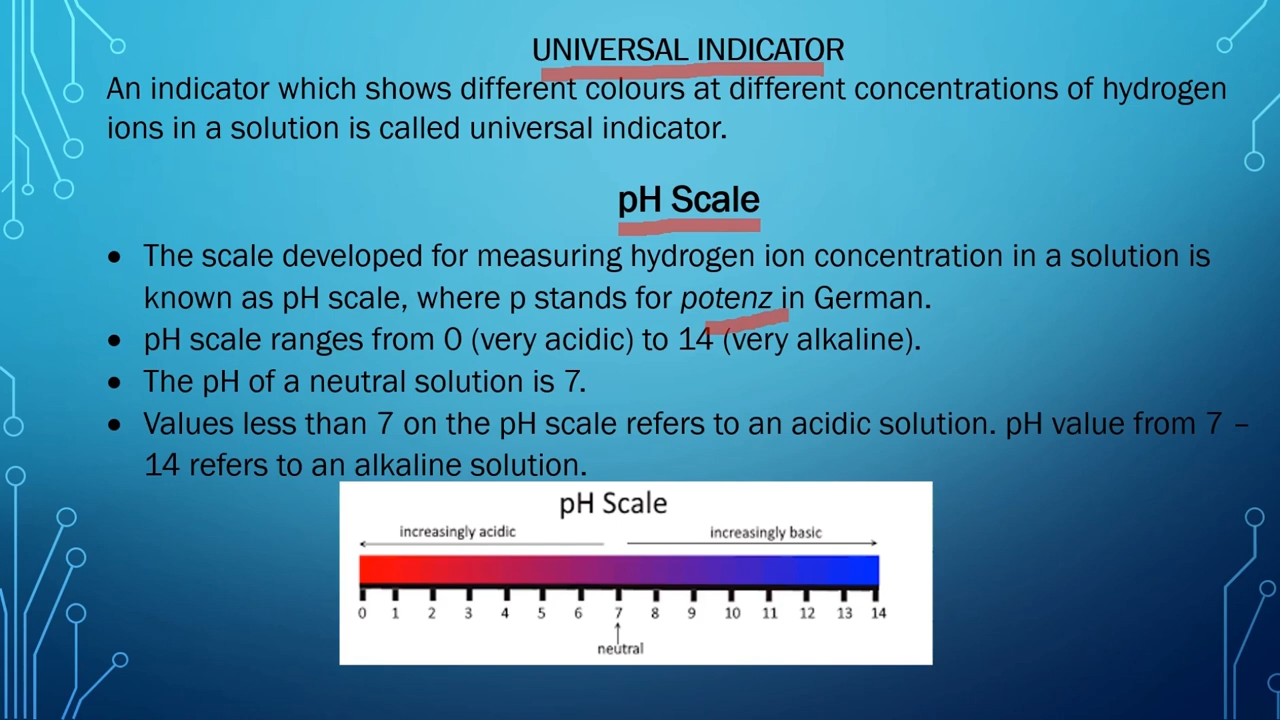 UNIVERSAL INDICATOR
An indicator which shows different colours at different concentrations of hydrogen
ions in a solution is called universal indicator.
pH Scale
• The scale developed for measuring hydrogen ion concentration in a solution is
known as pH scale, where p stands for potenz in German.
• pH scale ranges from 0 (very acidic) to 14 (very alkaline).
• The pH of a neutral solution is 7.
• Values less than 7 on the pH scale refers to an acidic solution. pH value from 7 –
14 refers to an alkaline solution.
pH Scale
increasingly acidic increasingly basic
0 1 2 3 4 5 6 7 8 9 10 11 12 13 14
neutral